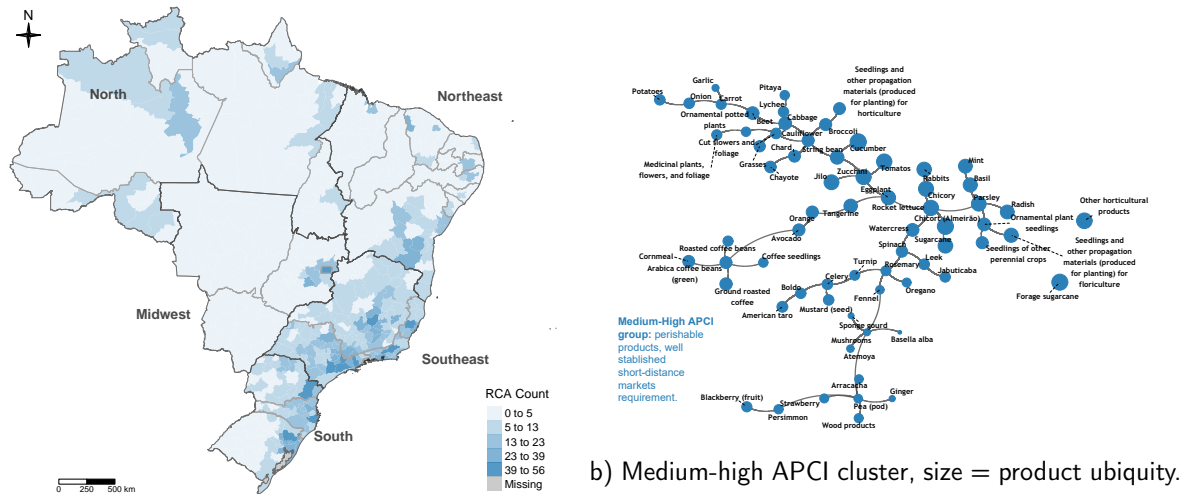 N
North
Northeast
Midwest
Southeast
South
RCA Count
0 to 5
5 to 13
13 to 23
23 to 39
39 to 56
Missing
0 250 500 km
Seedlings and
other propagation
materials (produced
for planting) for
horticulture
Garlic
Pitaya
Potatoes
Onion
Carrot
Lychee
Ornamental potted
plants
Beet
Cabbage
Cauliflower
Broccoli
Cut flowers and
foliage
Chard
String bean
Cucumber
Medicinal plants,
flowers, and foliage
Grasses
Chayote
Jilo
Zucchini
Tomatoes
Eggplant
Rabbits
Mint
Basil
Chicory
Parsley
Radish
Other horticultural
products
Orange
Tangerine
Rocket lettuce
Chicort (Almeirão)
Ornamental plant
seedlings
Watercress
Avocado
Sugarcane
Seedlings of other
perennial crops
Seedlings and
other propagation
materials (produced
for planting) for
floriculture
Roasted coffee beans
Spinach
Cornmeal
Arabica coffee beans
(green)
Coffee seedlings
Turnip
Rosemary
Leek
Jabuticaba
Ground roasted
coffee
Boldo
Celery
Oregano
Forage sugarcane
American taro
Mustard (seed)
Fennel
Medium-High APCI
group: perishable
products, well
stablished
short-distance
markets
requirement.
Sponge gourd
Mushrooms
Basella alba
Atemoya
Arracacha
Blackberry (fruit)
Strawberry
Ginger
Persimmon
Pea (pod)
Wood products
b) Medium-high APCI cluster, size = product ubiquity.